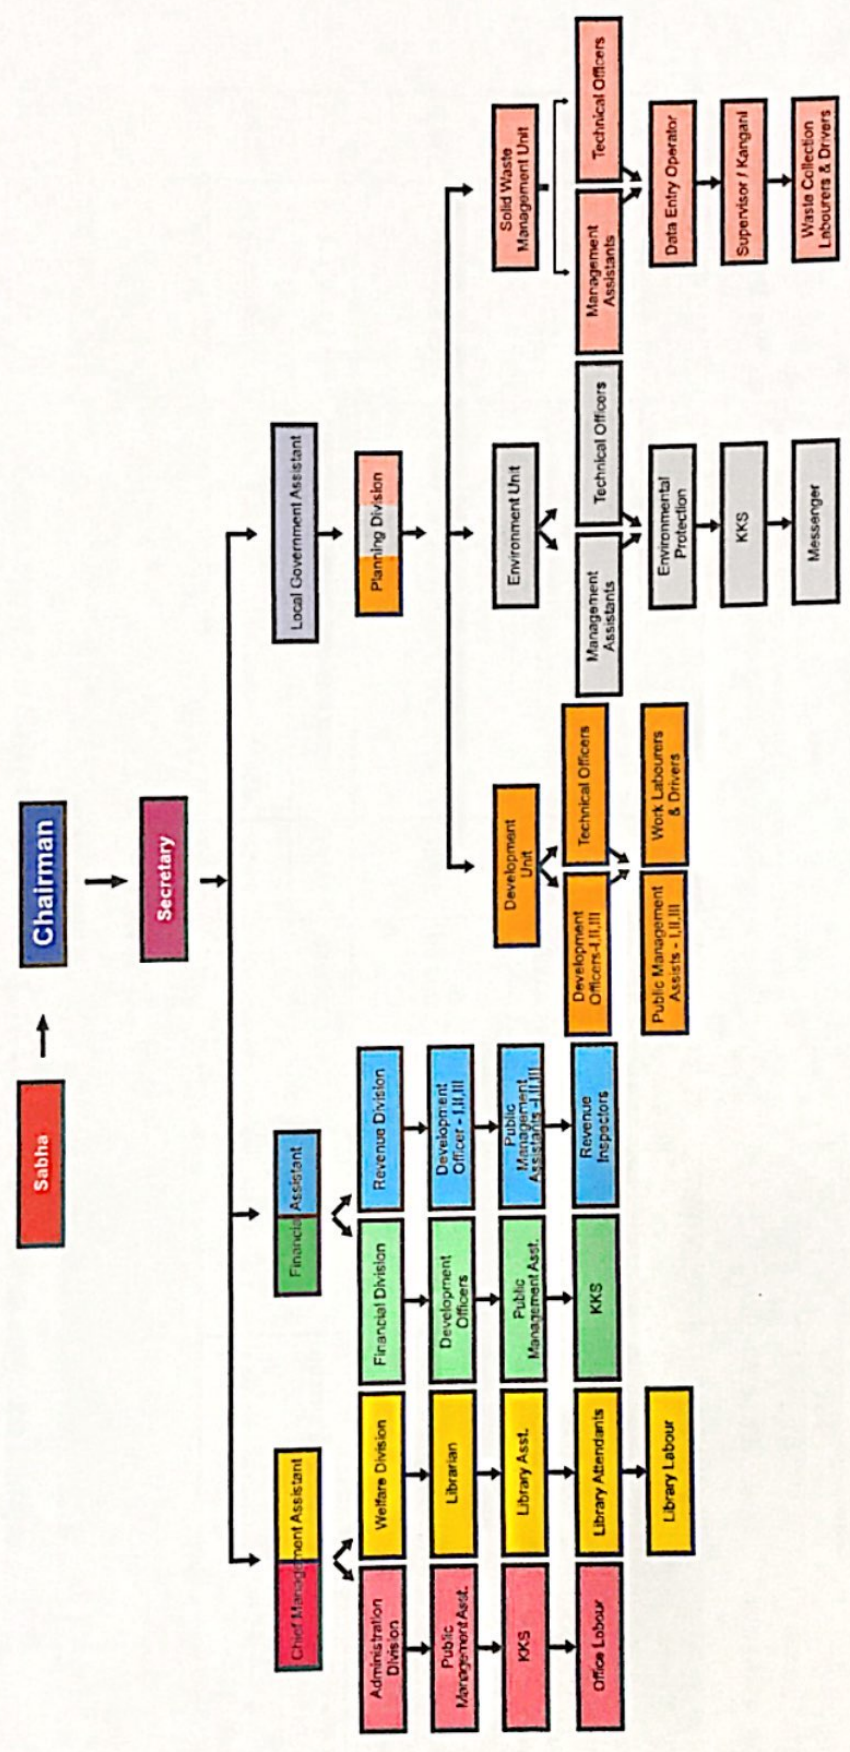 Sabha
Chairman
Secretary
Chief Management Assistant
Financial Assistant
Local Government Assistant
Administration
Division
Welfare Division
Financial Division
Revenue Division
Planning Division
Public
Management Asst.
KKS
Office Labour
Librarian
Library Asst.
Library Attendants
Library Labour
Development
Officers
Public
Management Asst.
KKS
Development
Officer - I,II,III
Public
Management
Assistants -I,II,III
Revenue
Inspectors
Development
Unit
Development
Officers-I,II,III
Technical Officers
Public Management
Assists - I,II,III
Work Labourers
& Drivers
Environment Unit
Management
Assistants
Technical Officers
Environmental
Protection
KKS
Messenger
Solid Waste
Management Unit
Management
Assistants
Technical Officers
Data Entry Operator
Supervisor / Kangani
Waste Collection
Labourers & Drivers